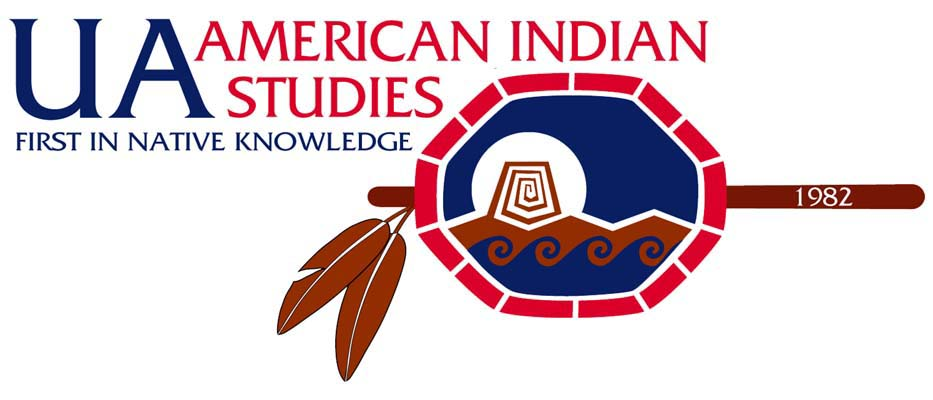 UA AMERICAN INDIAN
STUDIES
FIRST IN NATIVE KNOWLEDGE
1982